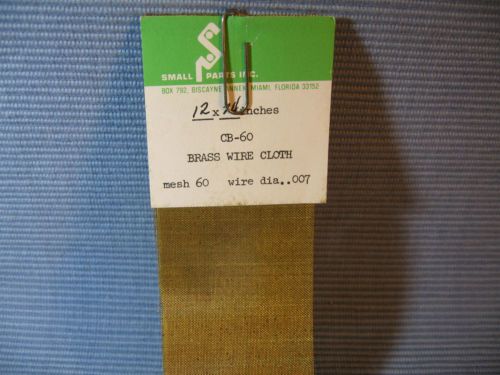 SMALL PARTS INC.
BOX 792, BISCAYNE ANNEX, MIAMI, FLORIDA 33152
12 x inches
CB-60
BRASS WIRE CLOTH
mesh 60 wire dia..007